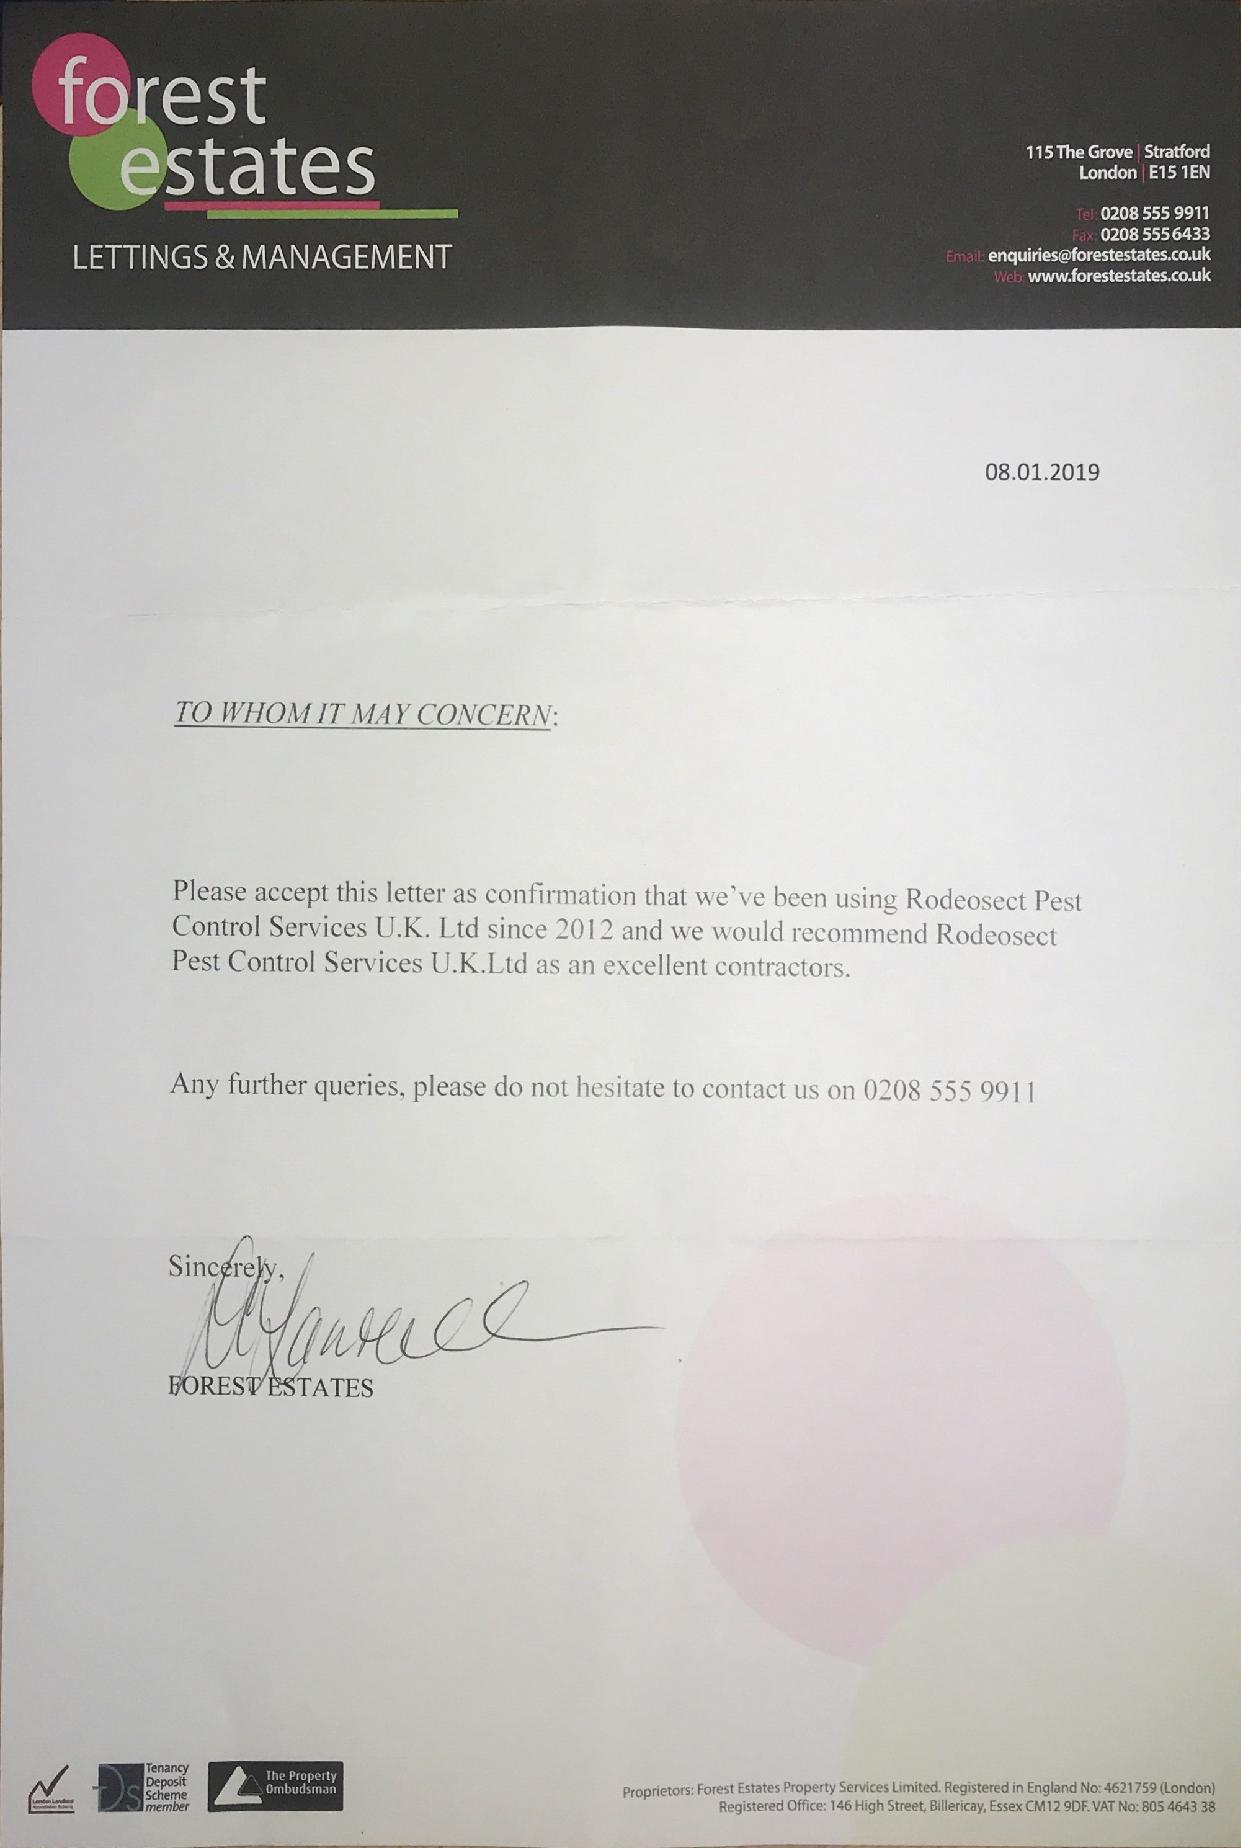 forest
estates
LETTINGS & MANAGEMENT
115 The Grove | Stratford
London | E15 1EN
Tel: 0208 555 9911
Fax: 0208 555 6433
Email: enquiries@forestestates.co.uk
Web: www.forestestates.co.uk
08.01.2019
TO WHOM IT MAY CONCERN:
Please accept this letter as confirmation that we've been using Rodeosect Pest
Control Services U.K. Ltd since 2012 and we would recommend Rodeosect
Pest Control Services U.K.Ltd as an excellent contractors.
Any further queries, please do not hesitate to contact us on 0208 555 9911
Sincerely,
FOREST ESTATES
Tenancy
Deposit
Scheme
member
The Property
Ombudsman
Proprietors: Forest Estates Property Services Limited. Registered in England No: 4621759 (London)
Registered Office: 146 High Street, Billericay, Essex CM12 9DF. VAT No: 805 4643 38